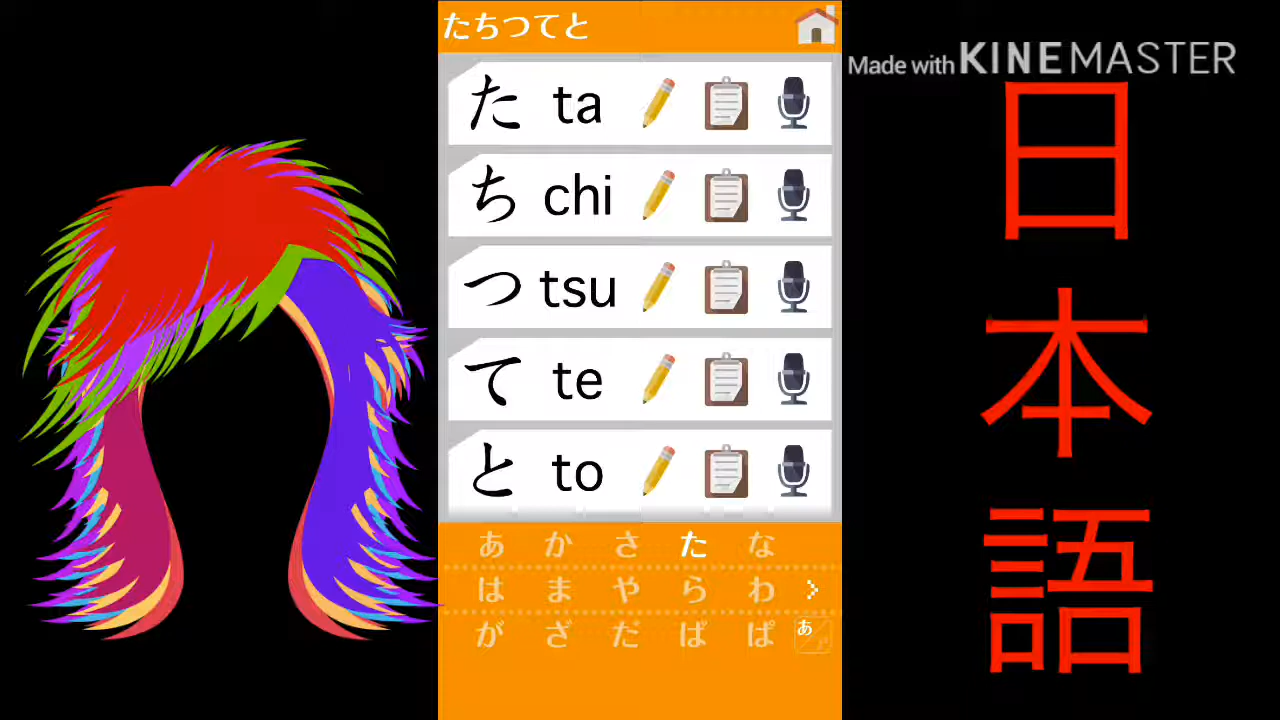 たちつてと
Made with KINEMASTER
た ta
ち chi
つ tsu
て te
と to
あ か さ た な
は ま や ら わ
が ざ だ ば ぱ あ
日本語